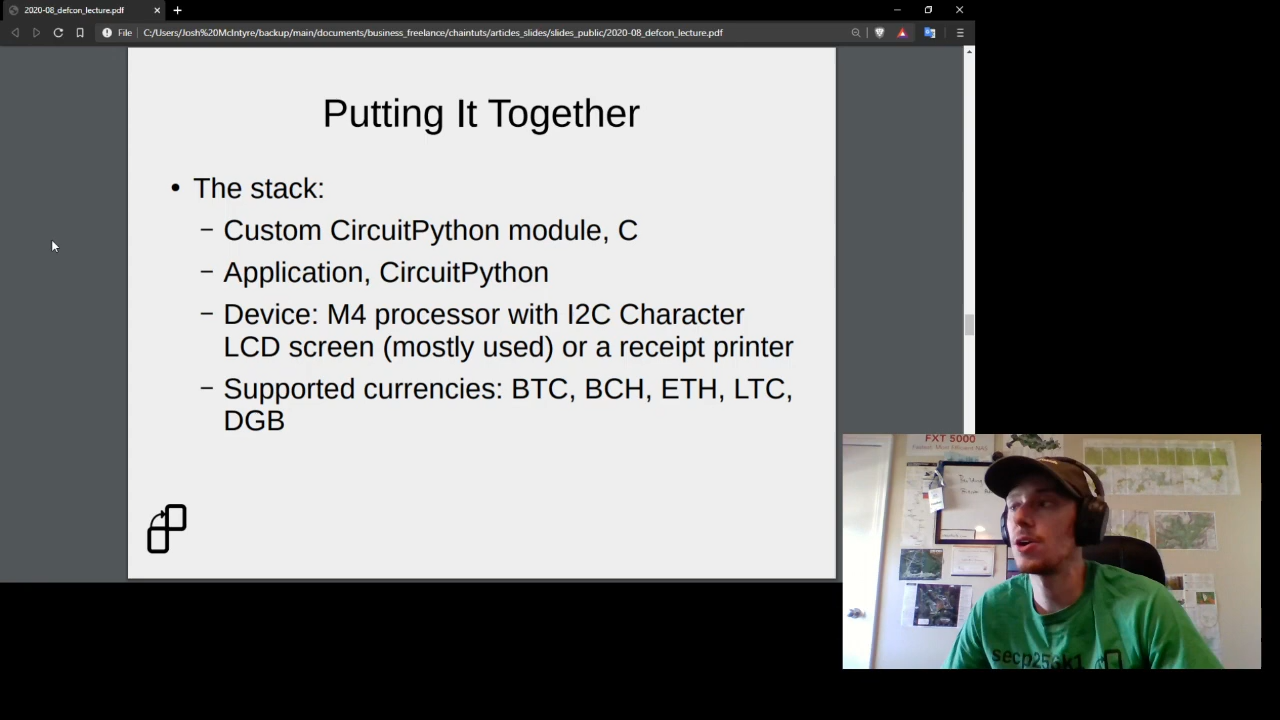 2020-08_defcon_lecture.pdf
File
C:/Users/Josh%20McIntyre/backup/main/documents/business_freelance/chaintuts/articles_slides/slides_public/2020-08_defcon_lecture.pdf
Putting It Together
• The stack:
– Custom CircuitPython module, C
– Application, CircuitPython
– Device: M4 processor with I2C Character
LCD screen (mostly used) or a receipt printer
– Supported currencies: BTC, BCH, ETH, LTC,
DGB
FXT 5000
secp256k1